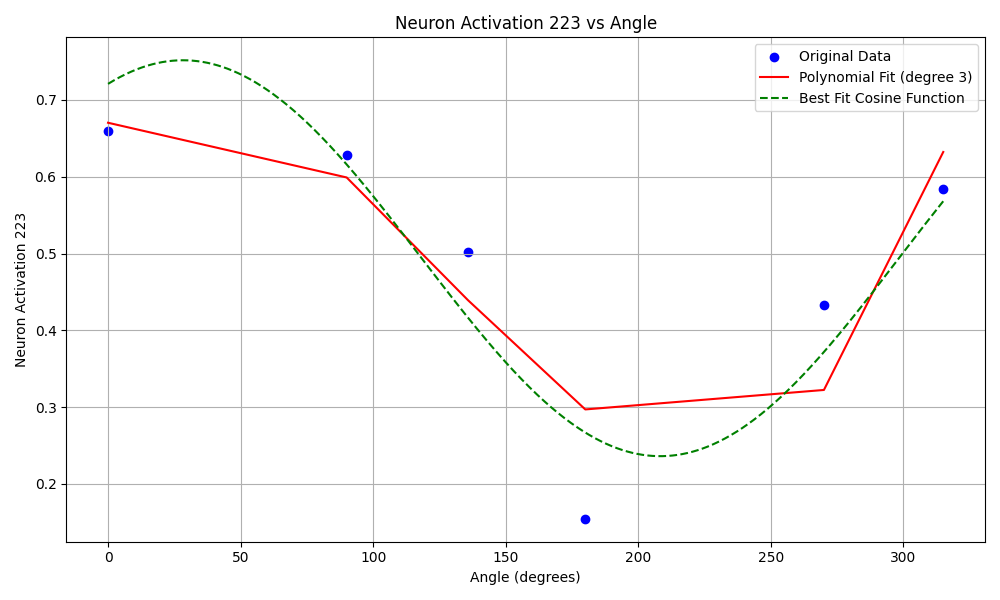 Neuron Activation 223 vs Angle
Original Data
Polynomial Fit (degree 3)
Best Fit Cosine Function
Neuron Activation 223
0.7
0.6
0.5
0.4
0.3
0.2
0 50 100 150 200 250 300
Angle (degrees)